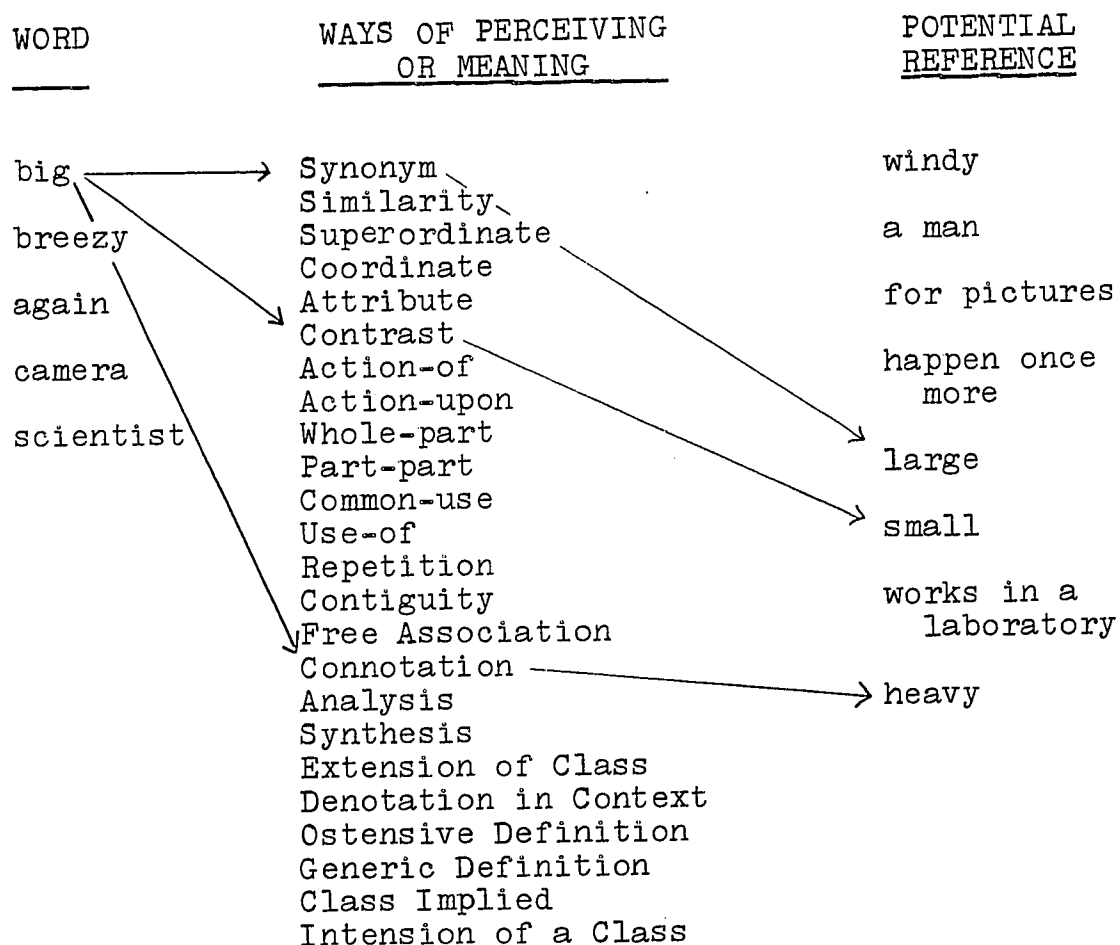 WORD
WAYS OF PERCEIVING
OR MEANING
POTENTIAL
REFERENCE
big
breezy
again
camera
scientist
Synonym
Similarity
Superordinate
Coordinate
Attribute
Contrast
Action-of
Action-upon
Whole-part
Part-part
Common-use
Use-of
Repetition
Contiguity
Free Association
Connotation
Analysis
Synthesis
Extension of Class
Denotation in Context
Ostensive Definition
Generic Definition
Class Implied
Intension of a Class
windy
a man
for pictures
happen once
more
large
small
works in a
laboratory
heavy